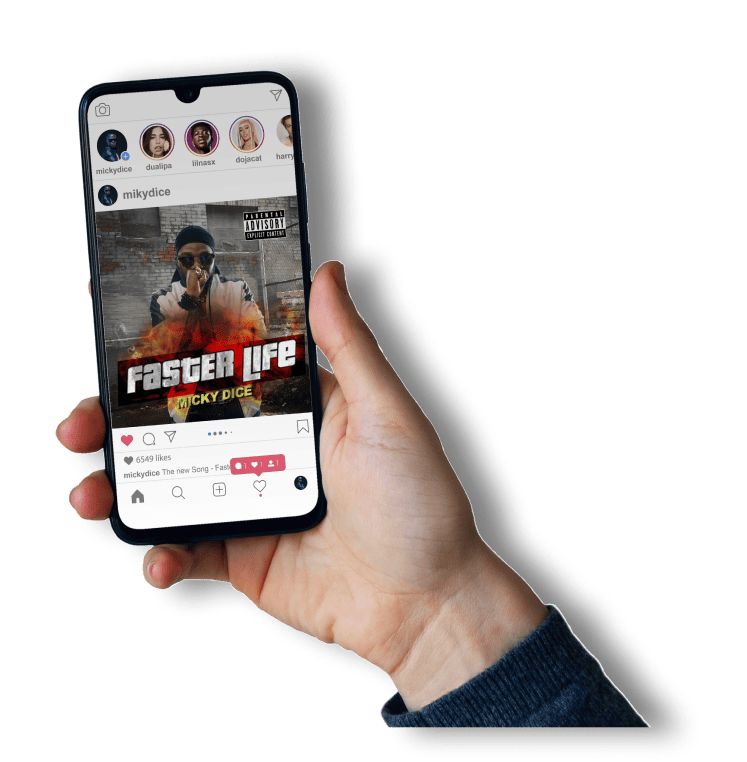 mickydice
dualipa
lilnasx
dojacat
harry
mikydice
PARENTAL
ADVISORY
EXPLICIT CONTENT
FASTER LIFE
MICKY DICE
6549 likes
mickydice The new Song - Faste
1 1 1